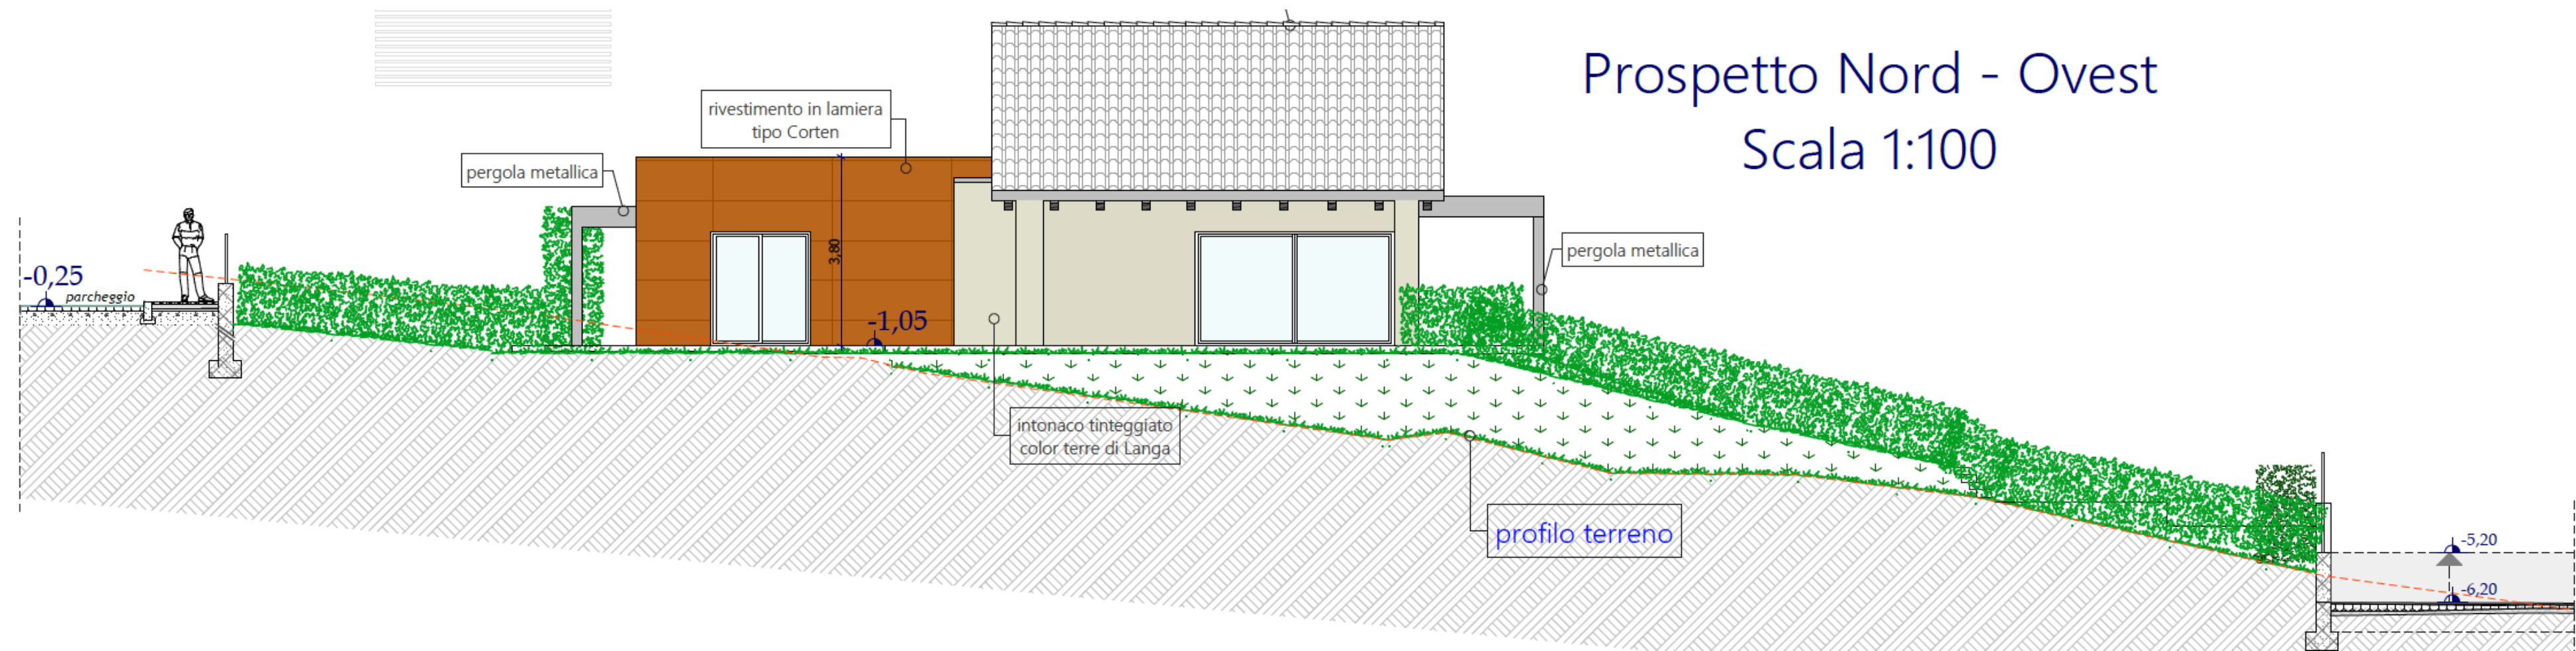 Prospetto Nord - Ovest
Scala 1:100
rivestimento in lamiera
tipo Corten
pergola metallica
3,80
pergola metallica
-0,25
parcheggio
-1,05
intonaco tinteggiato
color terre di Langa
profilo terreno
-5,20
-6,20